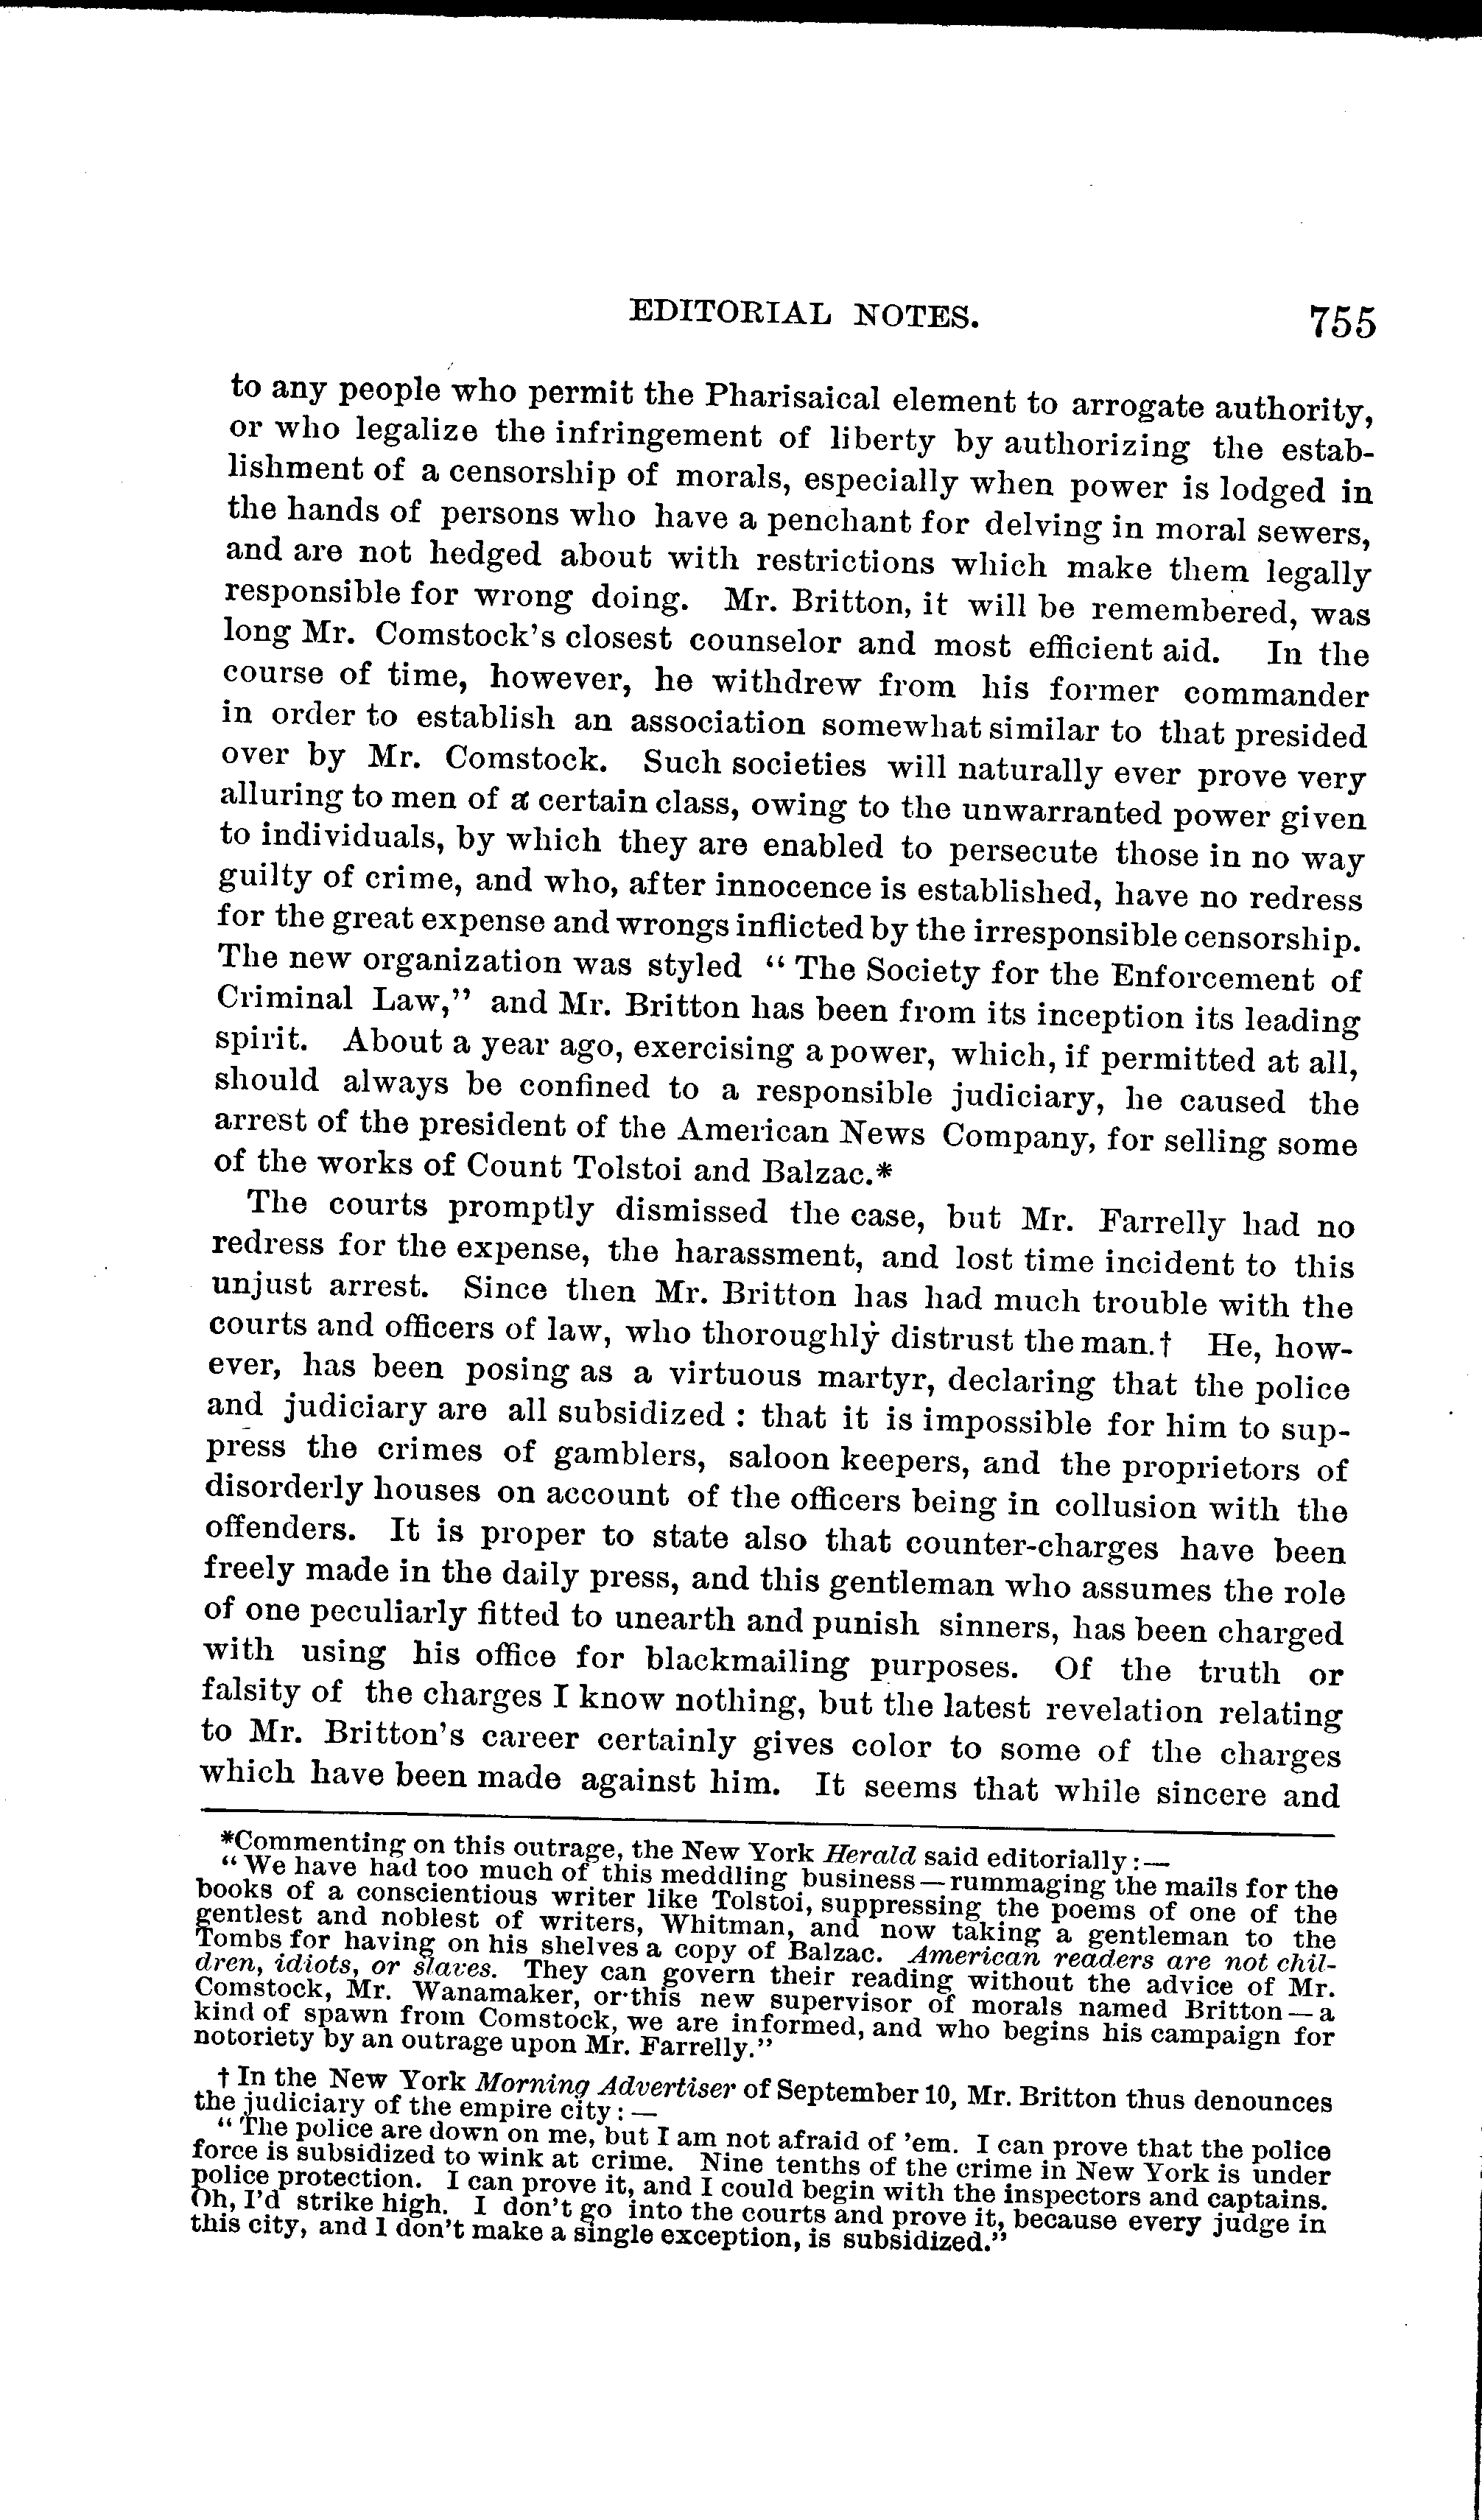 EDITORIAL NOTES. 755
to any people who permit the Pharisaical element to arrogate authority,
or who legalize the infringement of liberty by authorizing the estab-
lishment of a censorship of morals, especially when power is lodged in
the hands of persons who have a penchant for delving in moral sewers,
and are not hedged about with restrictions which make them legally
responsible for wrong doing. Mr. Britton, it will be remembered, was
long Mr. Comstock's closest counselor and most efficient aid. In the
course of time, however, he withdrew from his former commander
in order to establish an association somewhat similar to that presided
over by Mr. Comstock. Such societies will naturally ever prove very
alluring to men of a certain class, owing to the unwarranted power given
to individuals, by which they are enabled to persecute those in no way
guilty of crime, and who, after innocence is established, have no redress
for the great expense and wrongs inflicted by the irresponsible censorship.
The new organization was styled "The Society for the Enforcement of
Criminal Law," and Mr. Britton has been from its inception its leading
spirit. About a year ago, exercising a power, which, if permitted at all,
should always be confined to a responsible judiciary, he caused the
arrest of the president of the American News Company, for selling some
of the works of Count Tolstoi and Balzac.*
The courts promptly dismissed the case, but Mr. Farrelly had no
redress for the expense, the harassment, and lost time incident to this
unjust arrest. Since then Mr. Britton has had much trouble with the
courts and officers of law, who thoroughly distrust the man.† He, how-
ever, has been posing as a virtuous martyr, declaring that the police
and judiciary are all subsidized : that it is impossible for him to sup-
press the crimes of gamblers, saloon keepers, and the proprietors of
disorderly houses on account of the officers being in collusion with the
offenders. It is proper to state also that counter-charges have been
freely made in the daily press, and this gentleman who assumes the role
of one peculiarly fitted to unearth and punish sinners, has been charged
with using his office for blackmailing purposes. Of the truth or
falsity of the charges I know nothing, but the latest revelation relating
to Mr. Britton's career certainly gives color to some of the charges
which have been made against him. It seems that while sincere and
*Commenting on this outrage, the New York Herald said editorially : —
"We have had too much of this meddling business — rummaging the mails for the
books of a conscientious writer like Tolstoi, suppressing the poems of one of the
gentlest and noblest of writers, Whitman, and now taking a gentleman to the
Tombs for having on his shelves a copy of Balzac. American readers are not chil-
dren, idiots, or slaves. They can govern their reading without the advice of Mr.
Comstock, Mr. Wanamaker, or this new supervisor of morals named Britton — a
kind of spawn from Comstock, we are informed, and who begins his campaign for
notoriety by an outrage upon Mr. Farrelly."
† In the New York Morning Advertiser of September 10, Mr. Britton thus denounces
the judiciary of the empire city : —
"The police are down on me, but I am not afraid of 'em. I can prove that the police
force is subsidized to wink at crime. Nine tenths of the crime in New York is under
police protection. I can prove it, and I could begin with the inspectors and captains.
Oh, I'd strike high. I don't go into the courts and prove it, because every judge in
this city, and I don't make a single exception, is subsidized."